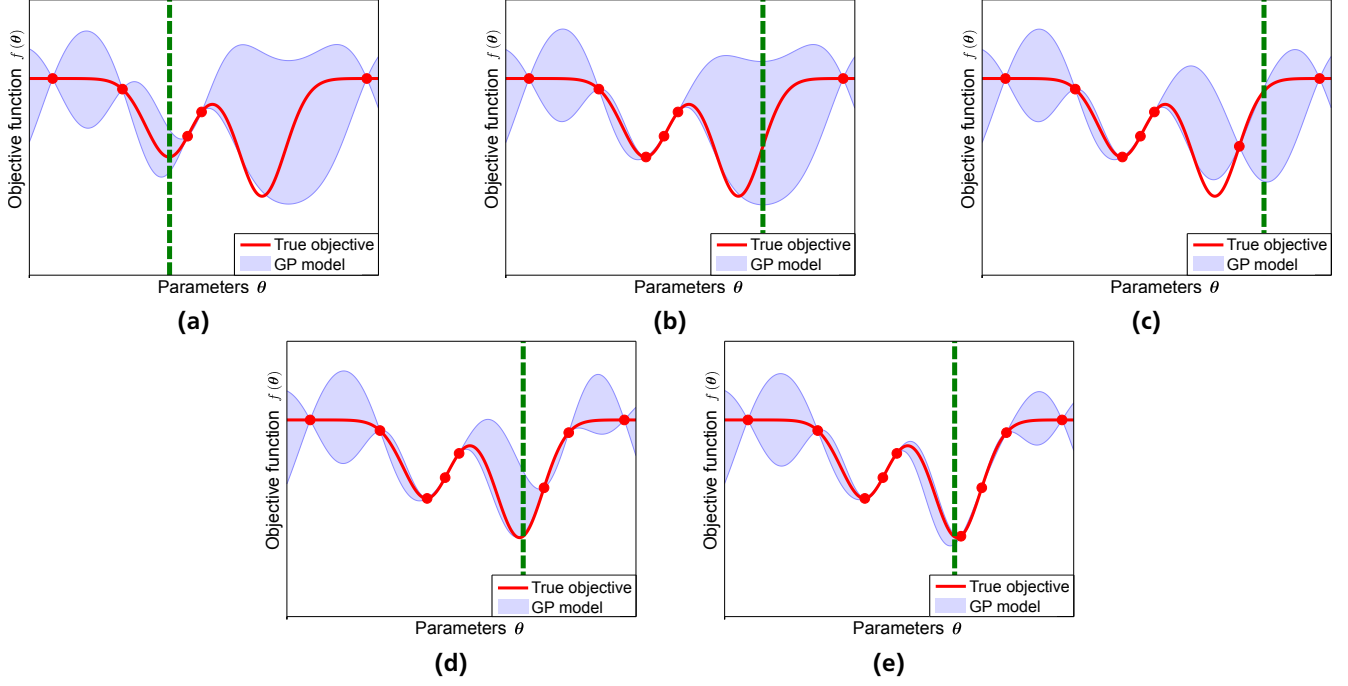 Objective function f(θ)
True objective
GP model
Parameters θ
(a)
Objective function f(θ)
True objective
GP model
Parameters θ
(b)
Objective function f(θ)
True objective
GP model
Parameters θ
(c)
Objective function f(θ)
True objective
GP model
Parameters θ
(d)
Objective function f(θ)
True objective
GP model
Parameters θ
(e)